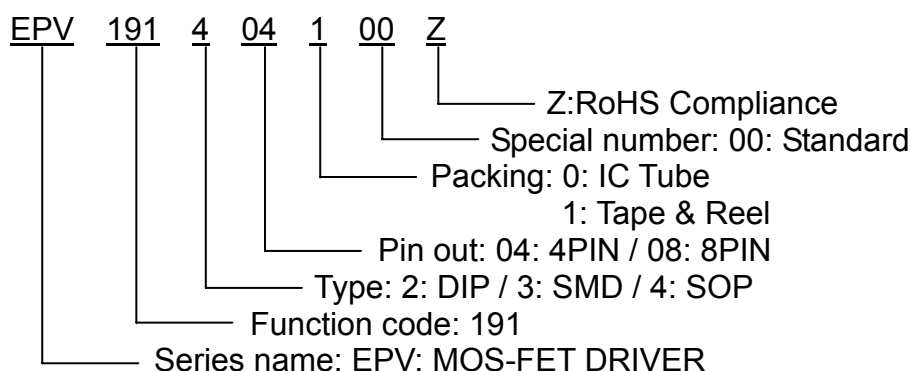 EPV 191 4 04 1 00 Z
Z:RoHS Compliance
Special number: 00: Standard
Packing: 0: IC Tube
1: Tape & Reel
Pin out: 04: 4PIN / 08: 8PIN
Type: 2: DIP / 3: SMD / 4: SOP
Function code: 191
Series name: EPV: MOS-FET DRIVER